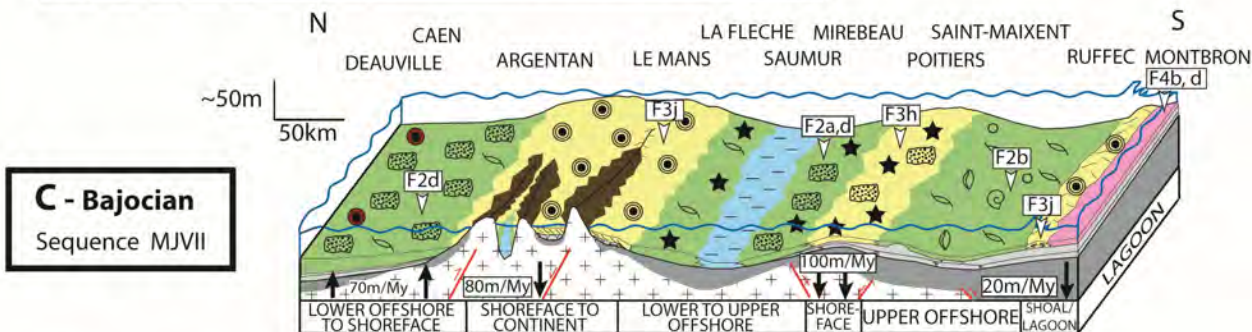 N
S
CAEN
LA FLECHE
MIREBEAU
SAINT-MAIXENT
DEAUVILLE
ARGENTAN
LE MANS
SAUMUR
POITIERS
RUFFEC
MONTBRON
F4b, d
~50m
50km
F3j
F2a,d
F3h
F2d
F2b
F3j
C - Bajocian
Sequence MJVII
70m/My
80m/My
100m/My
20m/My
LOWER OFFSHORE
TO SHOREFACE
SHOREFACE TO
CONTINENT
LOWER TO UPPER
OFFSHORE
SHORE-
FACE
UPPER OFFSHORE
SHOAL/
LAGOON
LAGOON